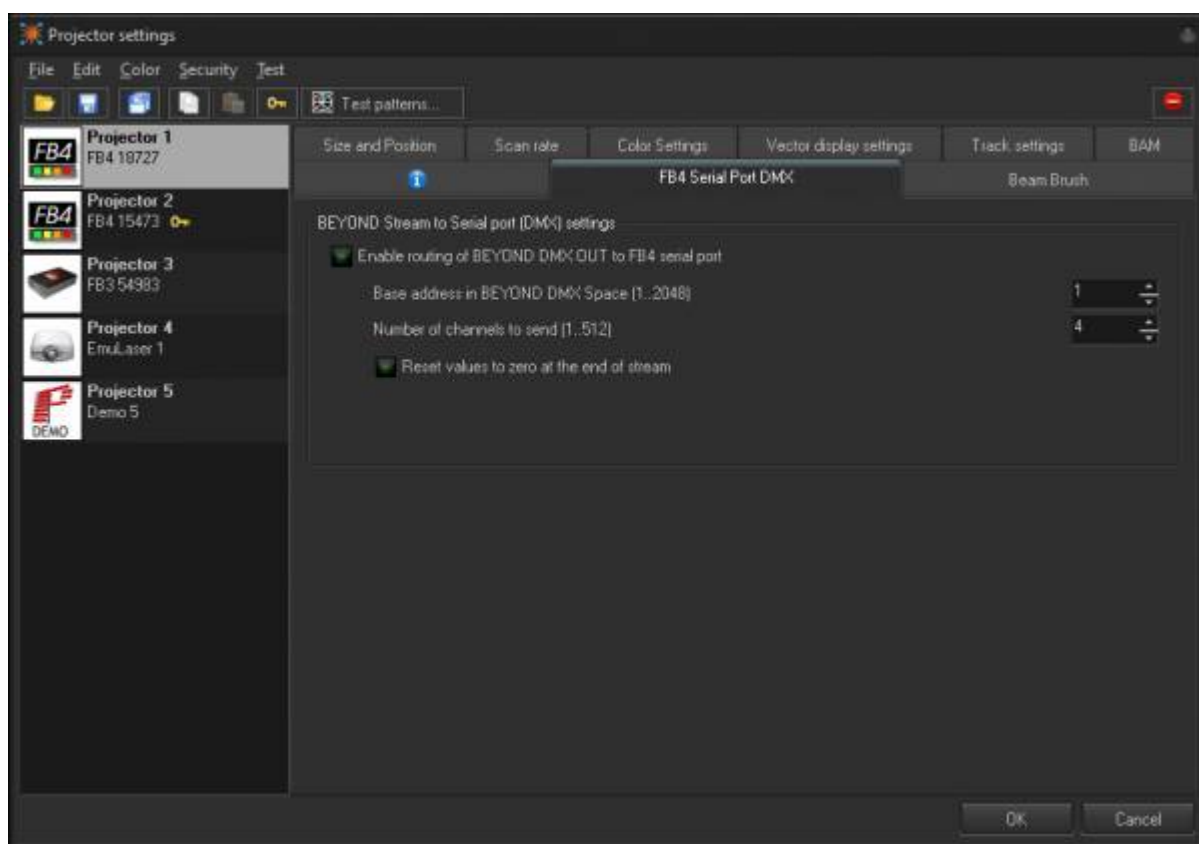 Projector settings
File Edit Color Security Test
Test patterns...
FB4 Projector 1
FB4 18727
FB4 Projector 2
FB4 15473
Projector 3
FB3 54983
Projector 4
EmuLaser 1
Projector 5
Demo 5
DEMO
Size and Position Scan rate Color Settings Vector display settings Track settings BAM
FB4 Serial Port DMX Beam Brush
BEYOND Stream to Serial port (DMX) settings
Enable routing of BEYOND DMX OUT to FB4 serial port
Base address in BEYOND DMX Space (1..2048) 1
Number of channels to send (1..512) 4
Reset values to zero at the end of stream
OK Cancel